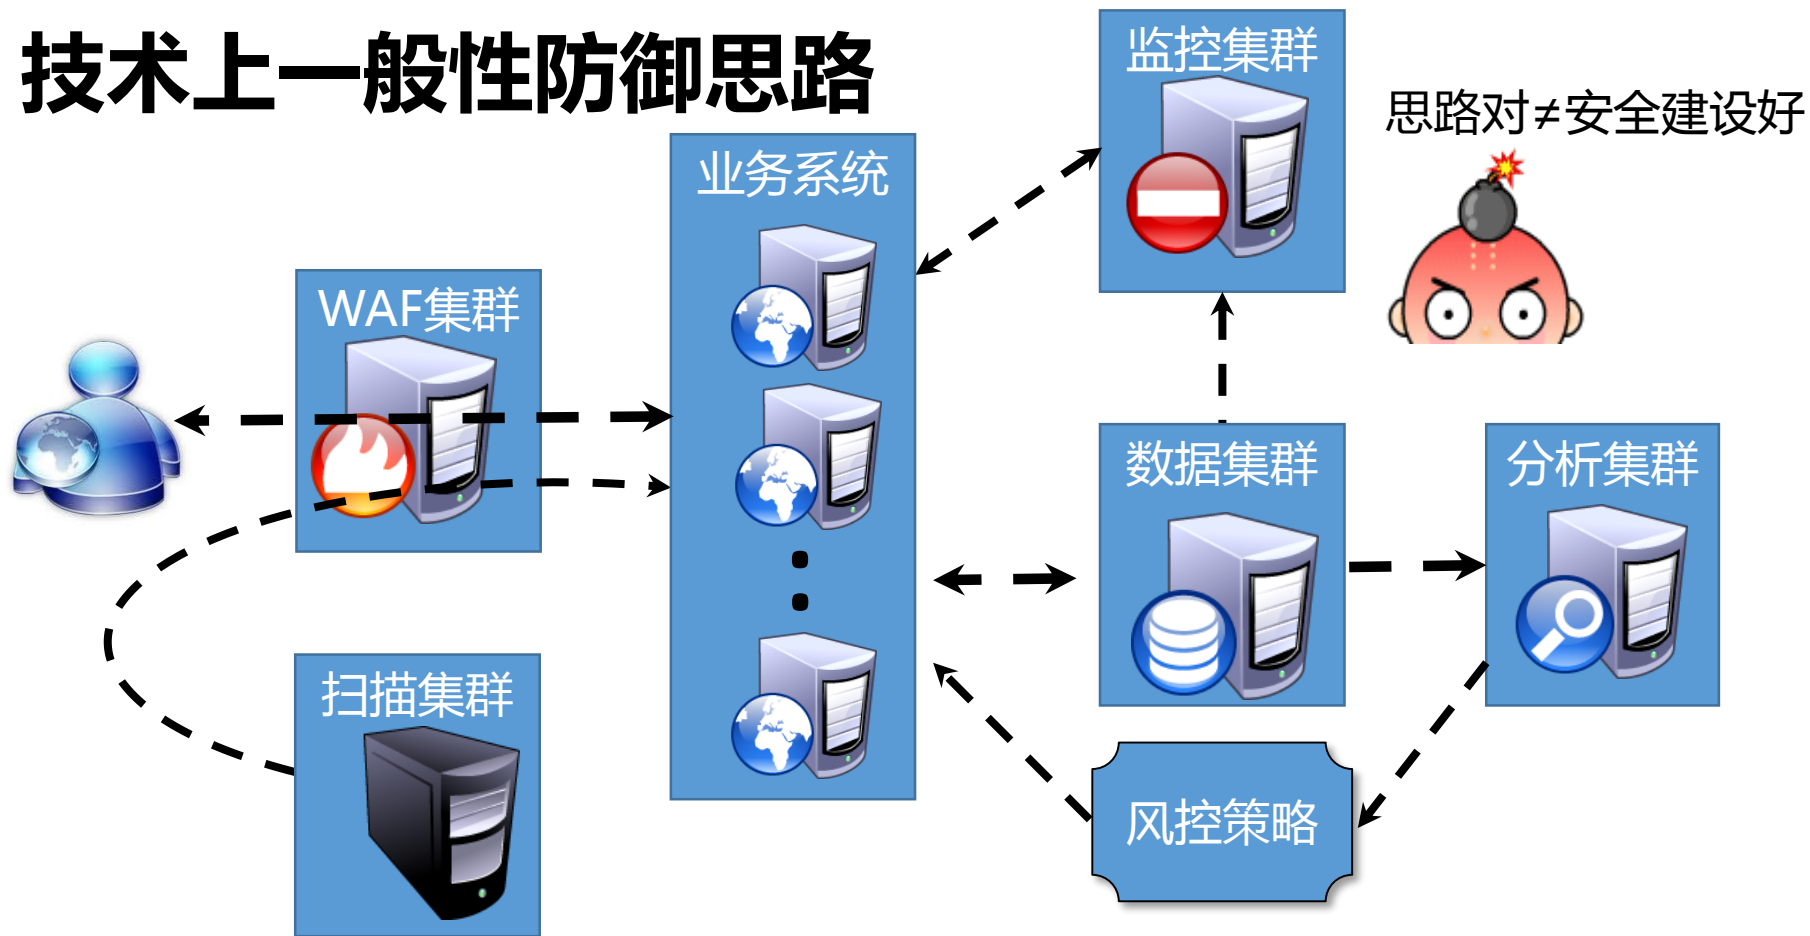 技术上一般性防御思路
监控集群
思路对≠安全建设好
业务系统
WAF集群
数据集群
分析集群
扫描集群
风控策略